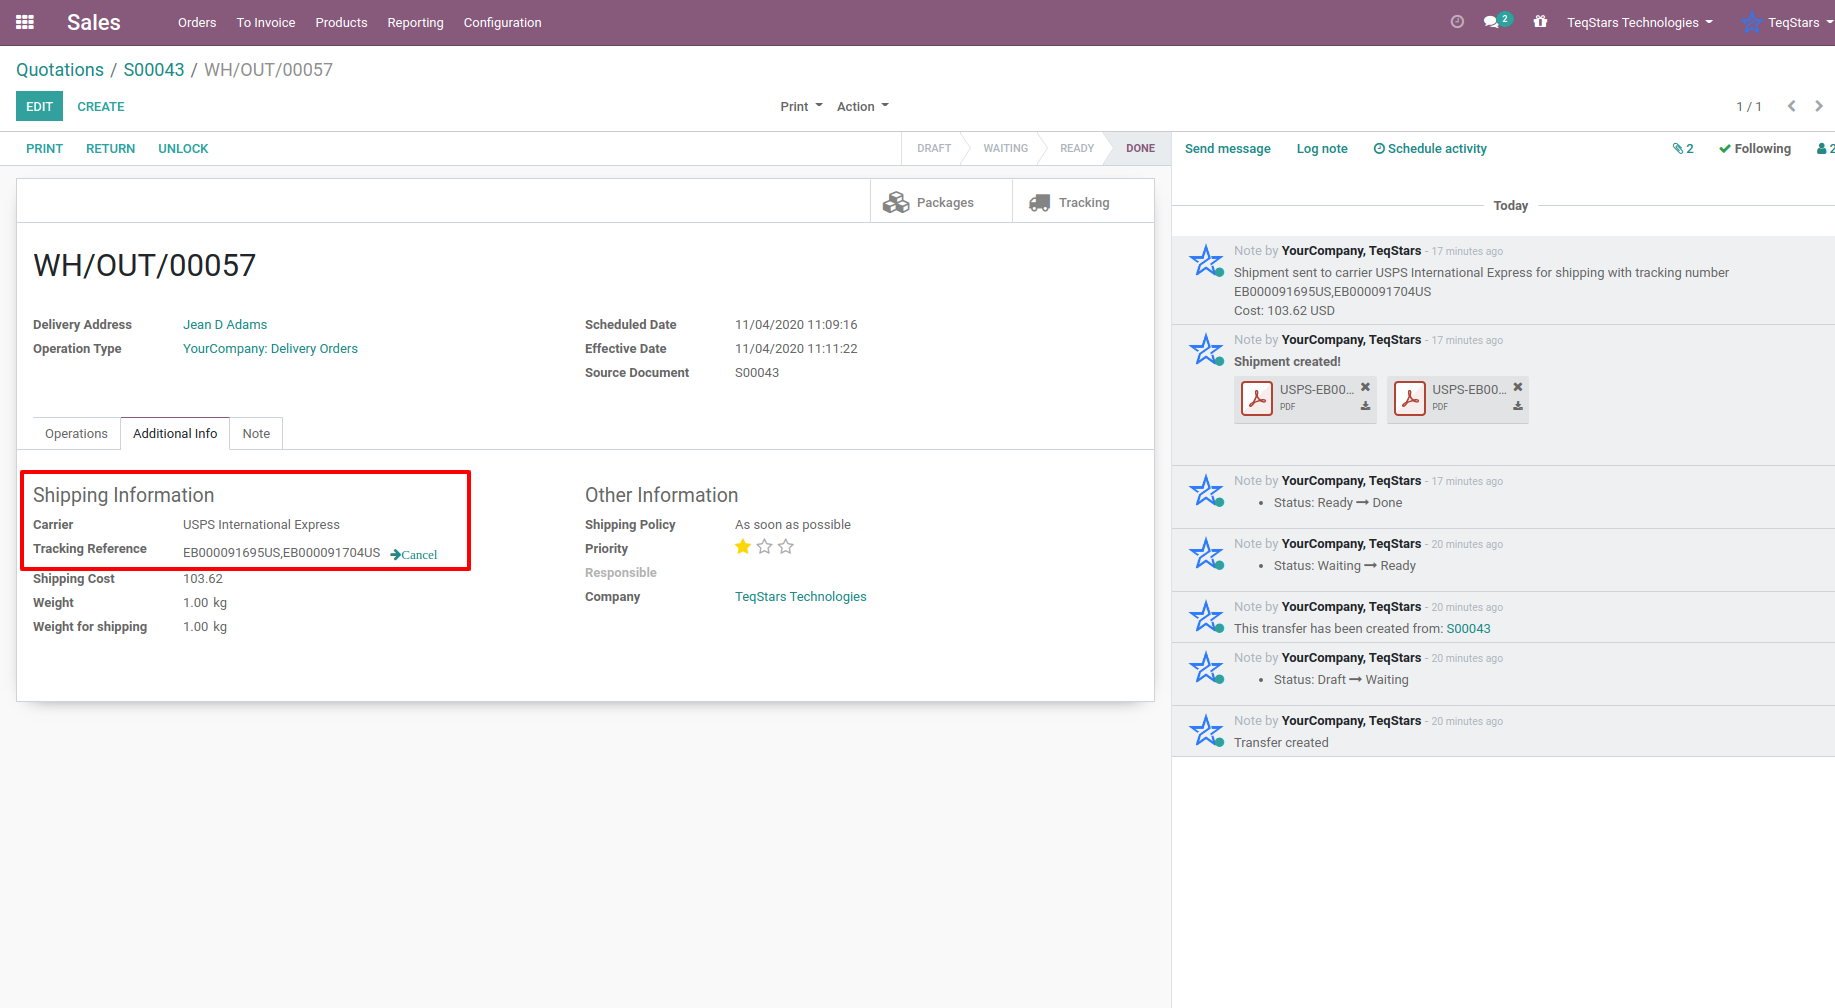 Sales Orders To Invoice Products Reporting Configuration 2 TeqStars Technologies TeqStars
Quotations / S00043 / WH/OUT/00057
EDIT CREATE Print Action 1 / 1
PRINT RETURN UNLOCK DRAFT WAITING READY DONE
Packages Tracking
WH/OUT/00057
Delivery Address Jean D Adams
Operation Type YourCompany: Delivery Orders
Scheduled Date 11/04/2020 11:09:16
Effective Date 11/04/2020 11:11:22
Source Document S00043
Operations Additional Info Note
Shipping Information
Carrier USPS International Express
Tracking Reference EB000091695US,EB000091704US Cancel
Shipping Cost 103.62
Weight 1.00 kg
Weight for shipping 1.00 kg
Other Information
Shipping Policy As soon as possible
Priority
Responsible
Company TeqStars Technologies
Send message Log note Schedule activity 2 Following 2
Today
Note by YourCompany, TeqStars - 17 minutes ago
Shipment sent to carrier USPS International Express for shipping with tracking number
EB000091695US,EB000091704US
Cost: 103.62 USD
Note by YourCompany, TeqStars - 17 minutes ago
Shipment created!
USPS-EB00... USPS-EB00...
PDF PDF
Note by YourCompany, TeqStars - 17 minutes ago
• Status: Ready → Done
Note by YourCompany, TeqStars - 20 minutes ago
• Status: Waiting → Ready
Note by YourCompany, TeqStars - 20 minutes ago
This transfer has been created from: S00043
Note by YourCompany, TeqStars - 20 minutes ago
• Status: Draft → Waiting
Note by YourCompany, TeqStars - 20 minutes ago
Transfer created